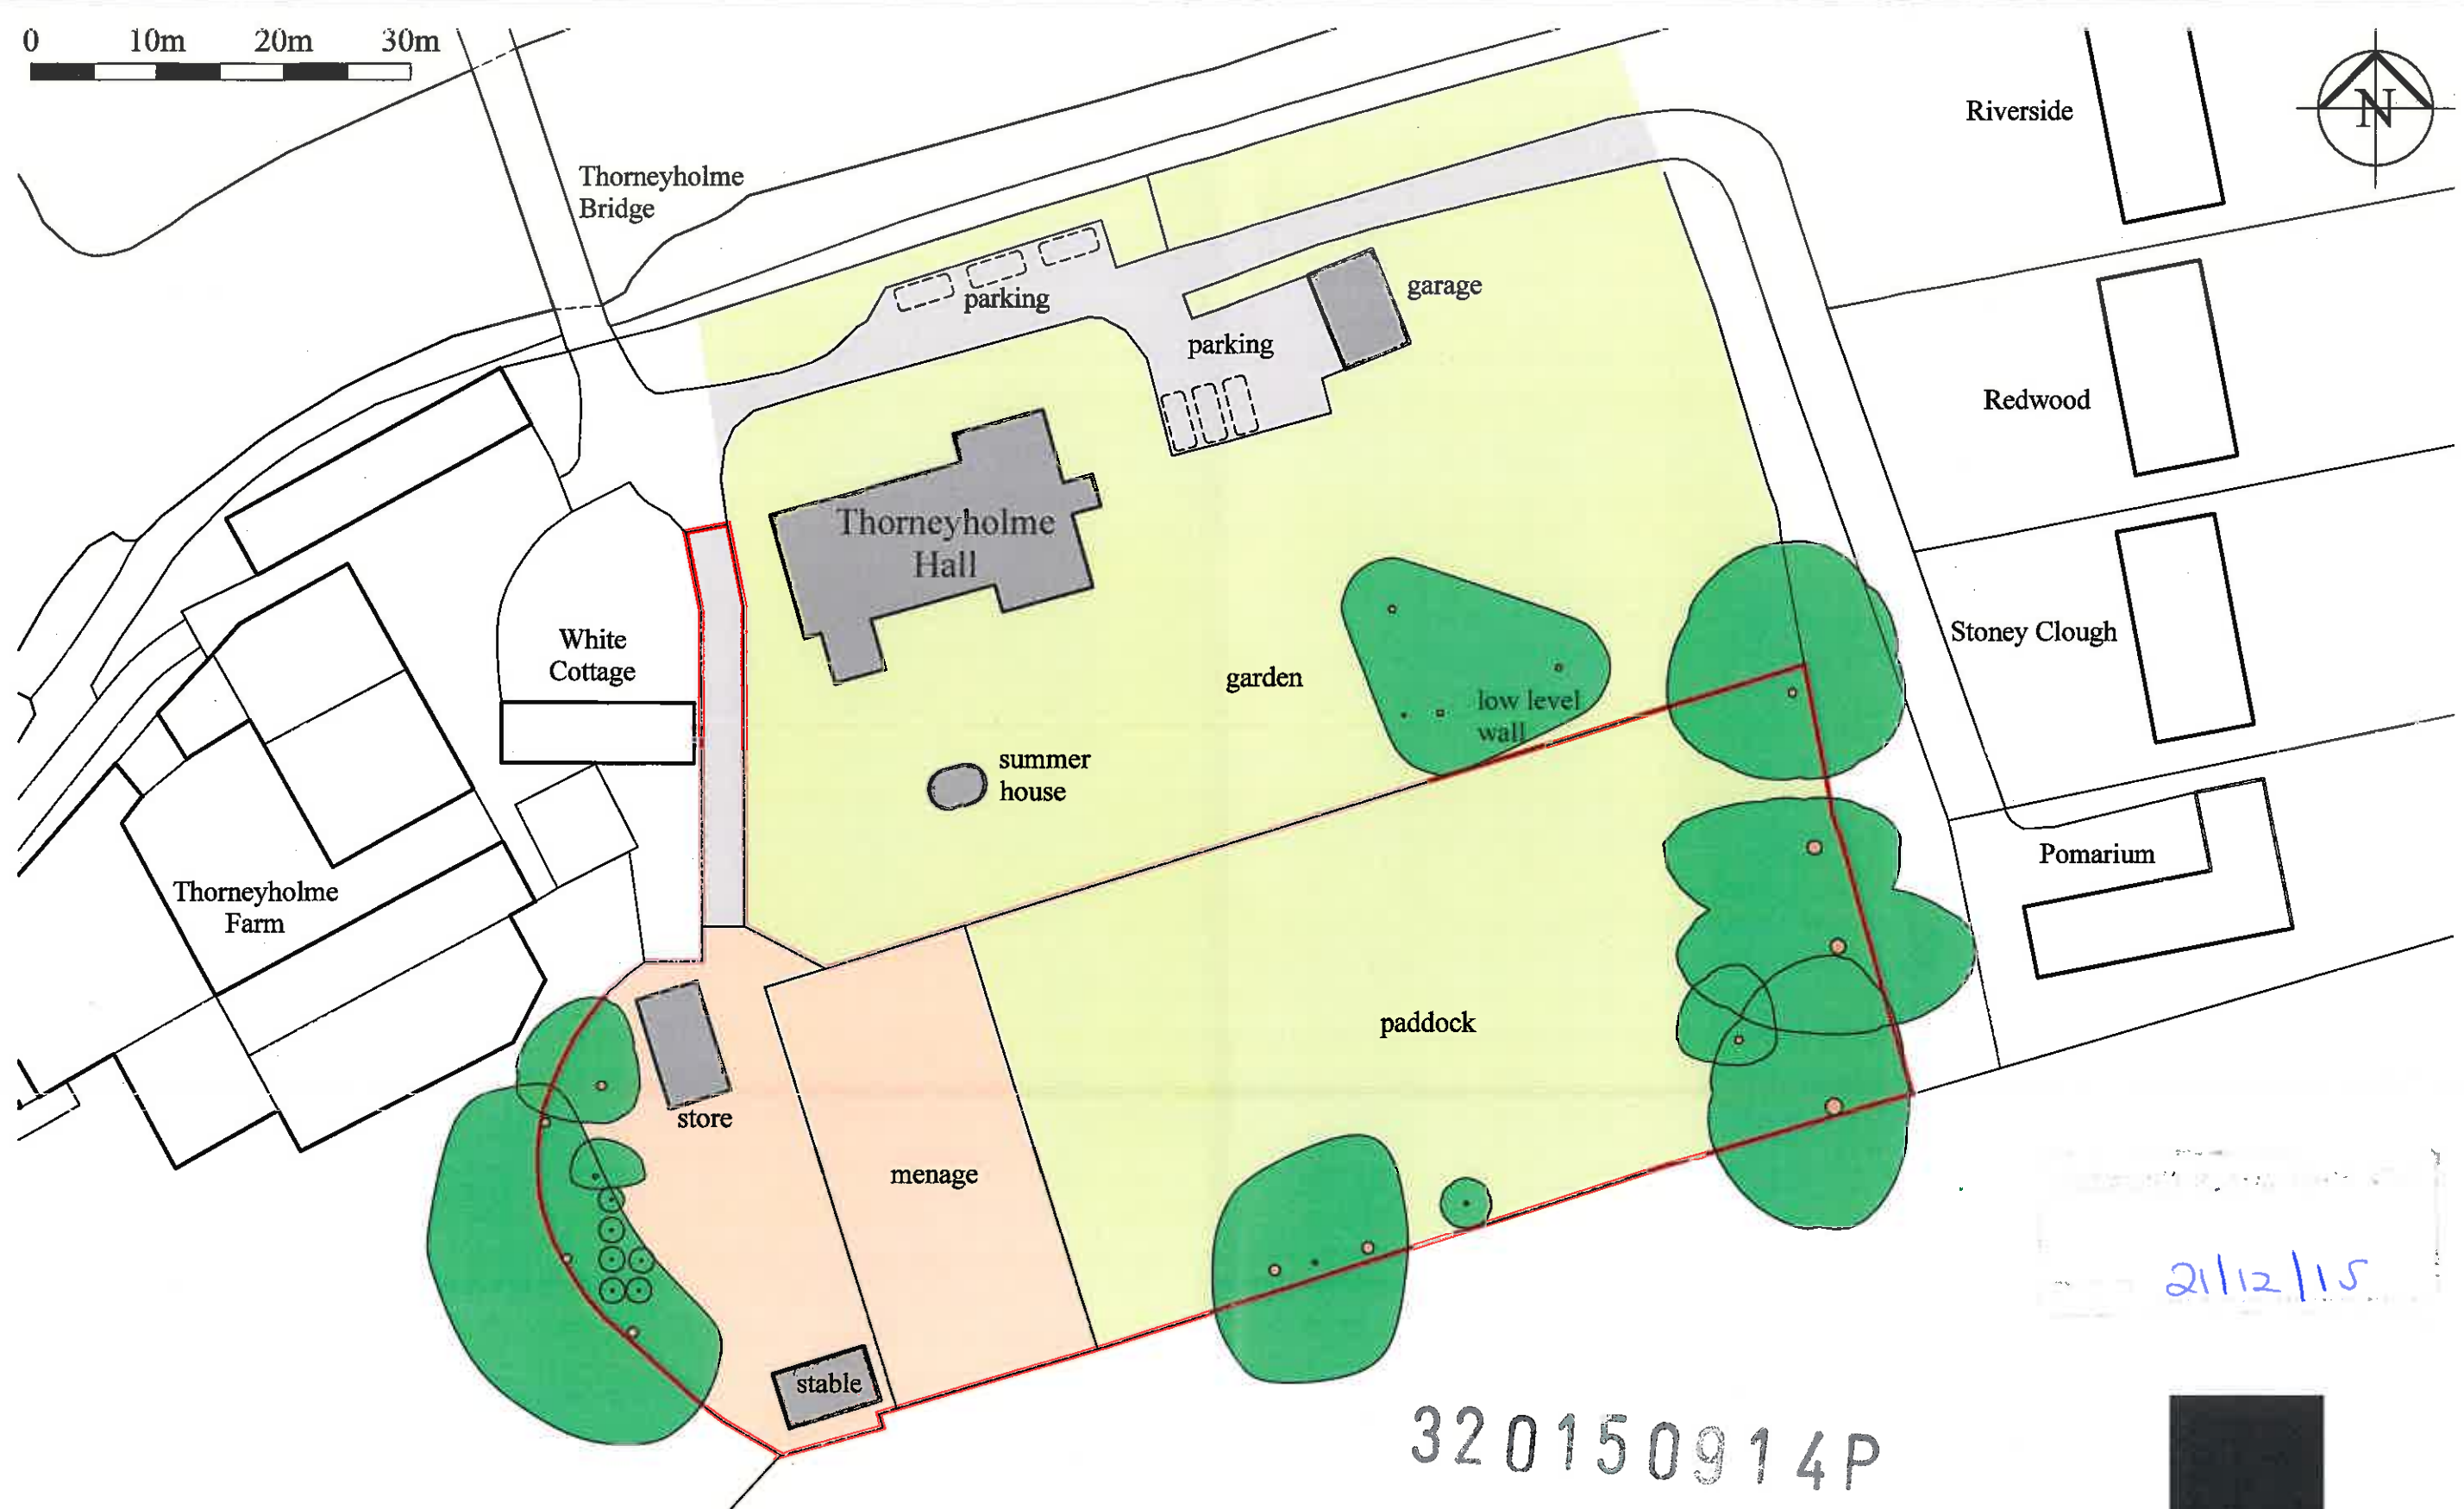 0 10m 20m 30m
N
Riverside
Thorneyholme
Bridge
parking
garage
parking
Redwood
Thorneyholme
Hall
White
Cottage
Stoney Clough
garden
low level
wall
summer
house
Pomarium
Thorneyholme
Farm
paddock
store
menage
stable
21/12/15
320150914P